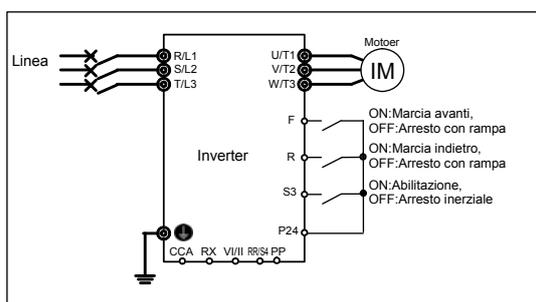 Linea
R/L1
S/L2
T/L3
U/T1
V/T2
W/T3
Motoer
IM
Inverter
F
ON:Marcia avanti,
OFF:Arresto con rampa
R
ON:Marcia indietro,
OFF:Arresto con rampa
S3
ON:Abilitazione,
OFF:Arresto inerziale
P24
CCA RX VI/II RR/S4 PP